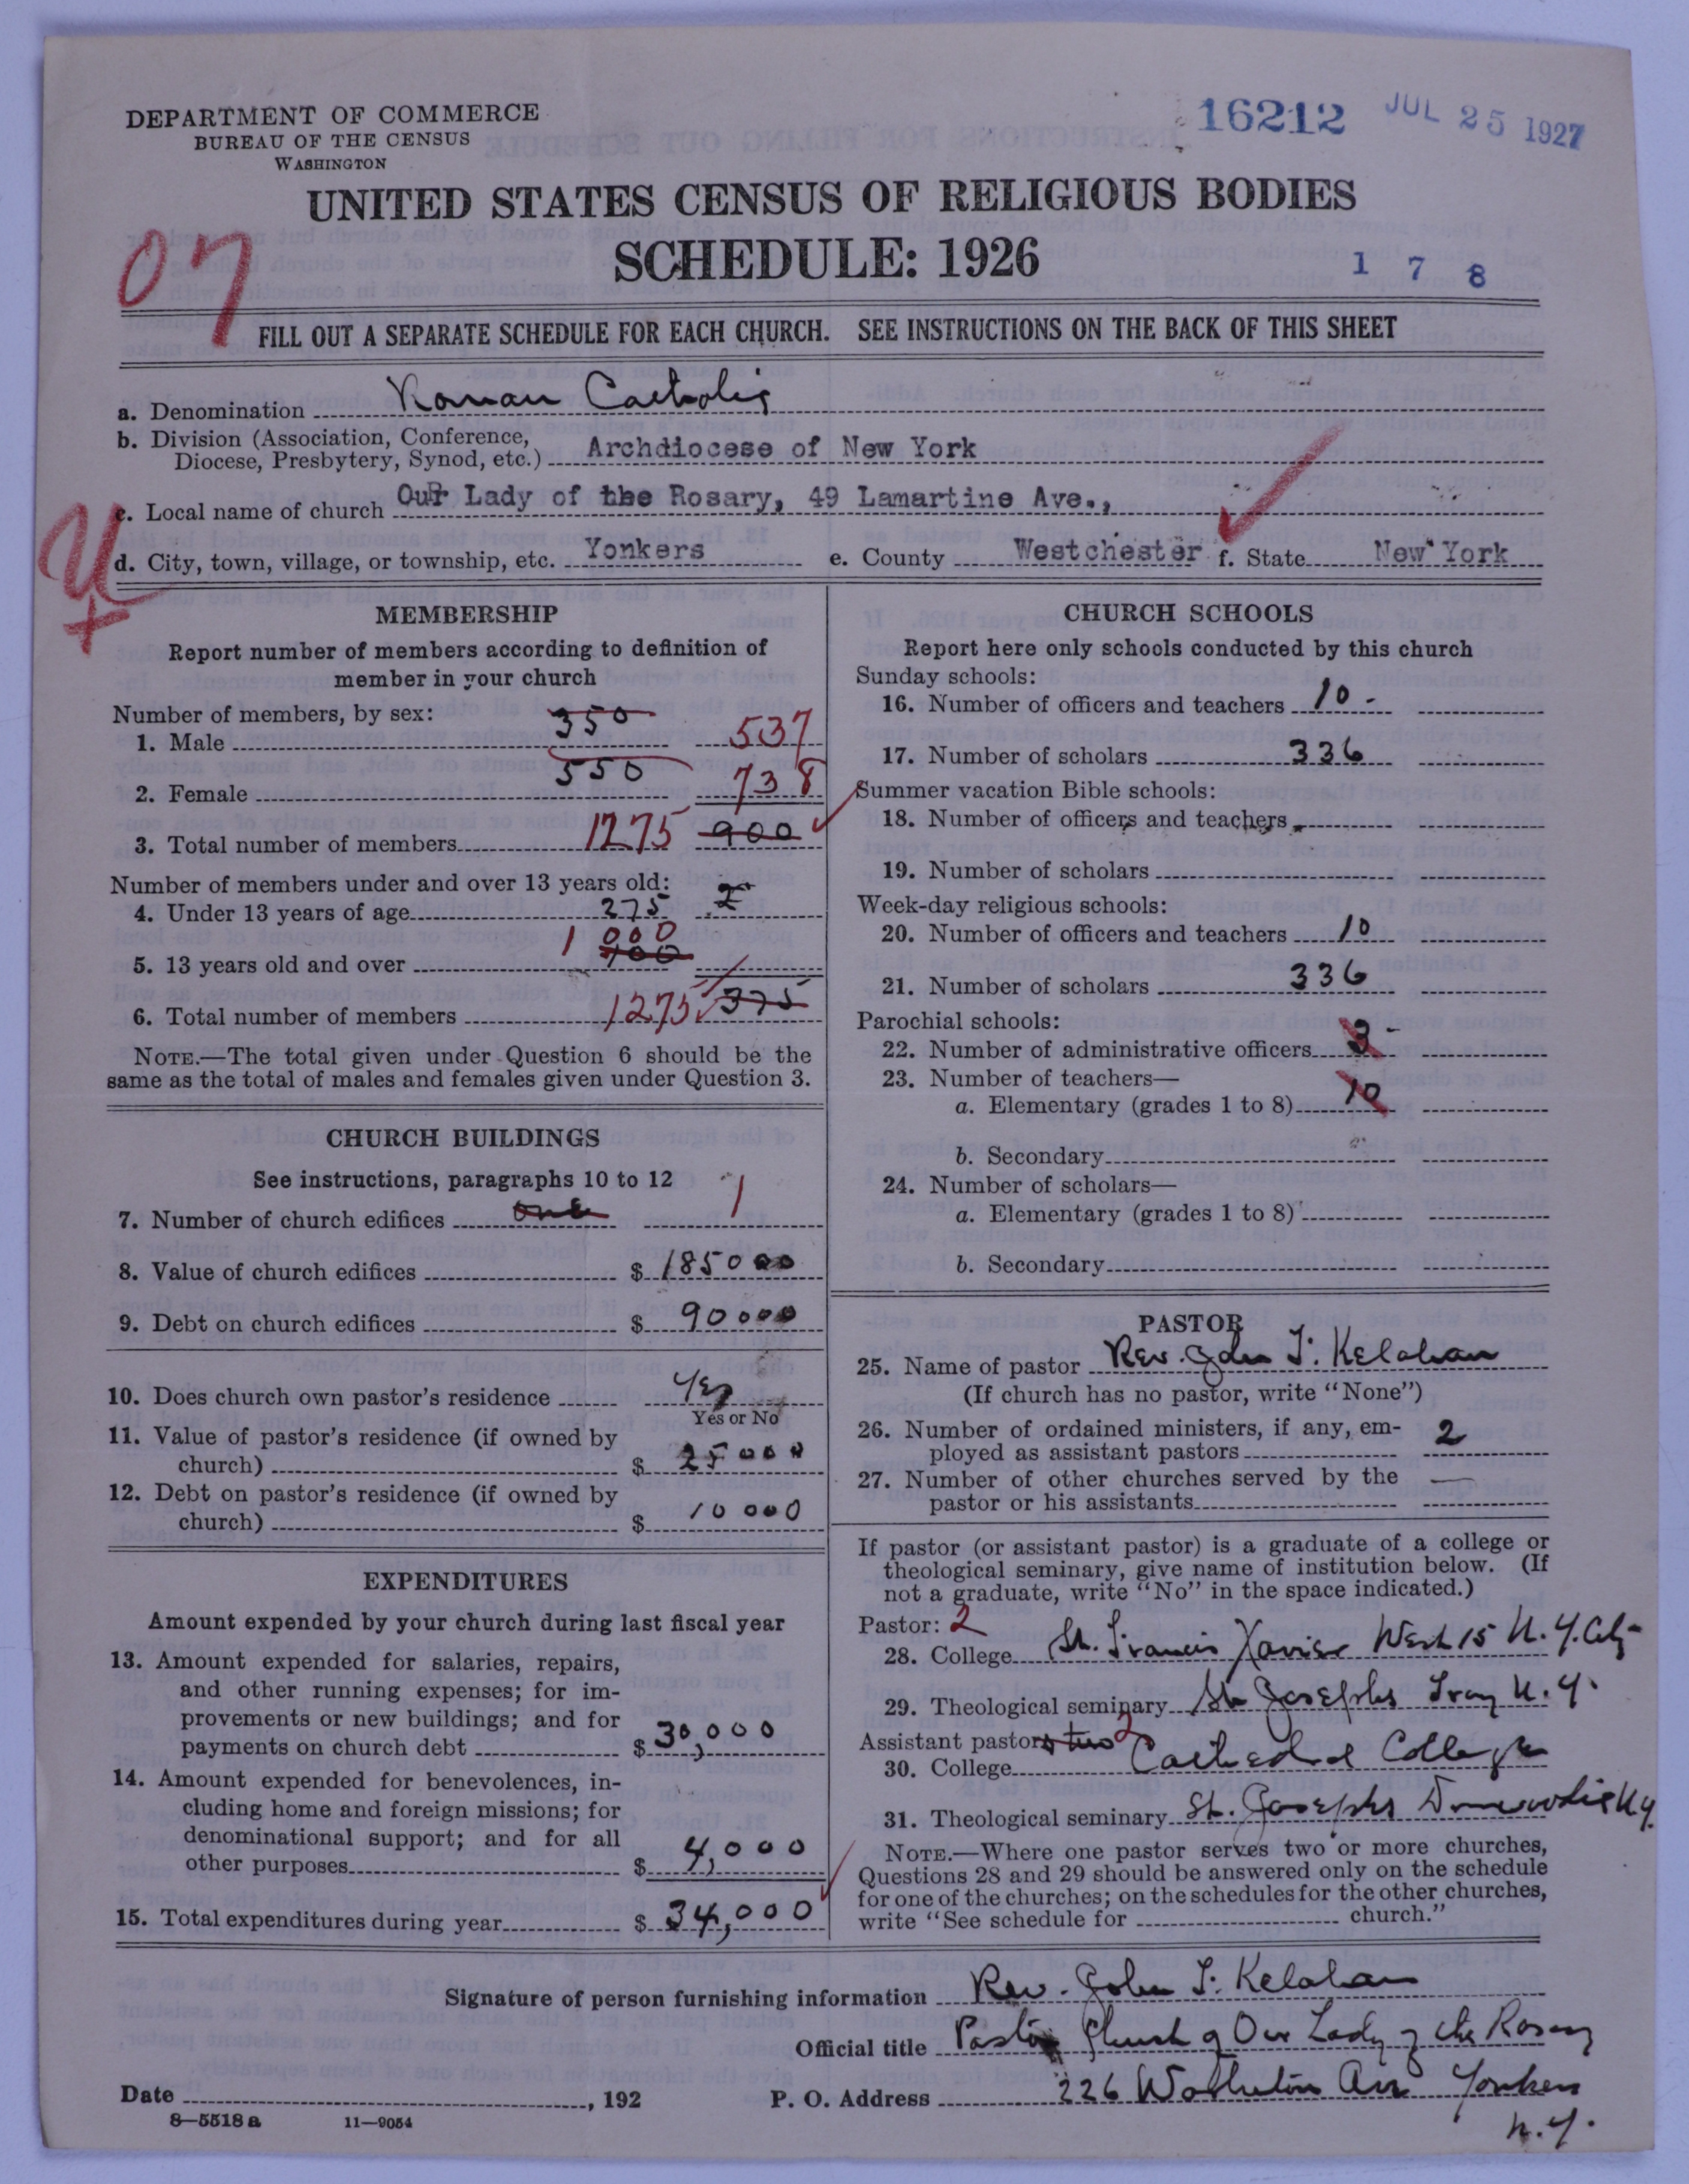 DEPARTMENT OF COMMERCE
BUREAU OF THE CENSUS
WASHINGTON
16212 JUL 25 1927
UNITED STATES CENSUS OF RELIGIOUS BODIES
SCHEDULE: 1926
07
1 7 8
FILL OUT A SEPARATE SCHEDULE FOR EACH CHURCH. SEE INSTRUCTIONS ON THE BACK OF THIS SHEET
a. Denomination Roman Catholic
b. Division (Association, Conference,
Diocese, Presbytery, Synod, etc.) Archdiocese of New York
c. Local name of church Our Lady of the Rosary, 49 Lamartine Ave.,
d. City, town, village, or township, etc. Yonkers e. County Westchester f. State New York
MEMBERSHIP
Report number of members according to definition of
member in your church
Number of members, by sex:
1. Male 350 537
2. Female 550 738
3. Total number of members 1275 900
Number of members under and over 13 years old:
4. Under 13 years of age 275
5. 13 years old and over 1000 100
6. Total number of members 1275 375
NOTE.—The total given under Question 6 should be the
same as the total of males and females given under Question 3.
CHURCH BUILDINGS
See instructions, paragraphs 10 to 12
7. Number of church edifices one 1
8. Value of church edifices $ 185000
9. Debt on church edifices $ 90000
10. Does church own pastor's residence Yes
Yes or No
11. Value of pastor's residence (if owned by
church) $ 25000
12. Debt on pastor's residence (if owned by
church) $ 10000
EXPENDITURES
Amount expended by your church during last fiscal year
13. Amount expended for salaries, repairs,
and other running expenses; for im-
provements or new buildings; and for
payments on church debt $ 30,000
14. Amount expended for benevolences, in-
cluding home and foreign missions; for
denominational support; and for all
other purposes $ 4,000
15. Total expenditures during year $ 34,000
CHURCH SCHOOLS
Report here only schools conducted by this church
Sunday schools:
16. Number of officers and teachers 10 -
17. Number of scholars 336
Summer vacation Bible schools:
18. Number of officers and teachers
19. Number of scholars
Week-day religious schools:
20. Number of officers and teachers 10
21. Number of scholars 336
Parochial schools:
22. Number of administrative officers
23. Number of teachers—
a. Elementary (grades 1 to 8) 10
b. Secondary
24. Number of scholars—
a. Elementary (grades 1 to 8)
b. Secondary
PASTOR
25. Name of pastor Rev. John T. Kelahan
(If church has no pastor, write "None")
26. Number of ordained ministers, if any, em-
ployed as assistant pastors 2
27. Number of other churches served by the
pastor or his assistants —
If pastor (or assistant pastor) is a graduate of a college or
theological seminary, give name of institution below. (If
not a graduate, write "No" in the space indicated.)
Pastor: 2
28. College St. Francis Xavier West 15 N.Y. City
29. Theological seminary St Josephs Troy N.Y.
Assistant pastor two 2
30. College Cathedral College
31. Theological seminary St. Josephs Dunwoodie N.Y.
NOTE.—Where one pastor serves two or more churches,
Questions 28 and 29 should be answered only on the schedule
for one of the churches; on the schedules for the other churches,
write "See schedule for church."
Signature of person furnishing information Rev. John T. Kelahan
Official title Pastor Church of Our Lady of the Rosary
Date , 192 P. O. Address 226 Warburton Ave Yonkers
N.Y.
8-5518a 11-9054